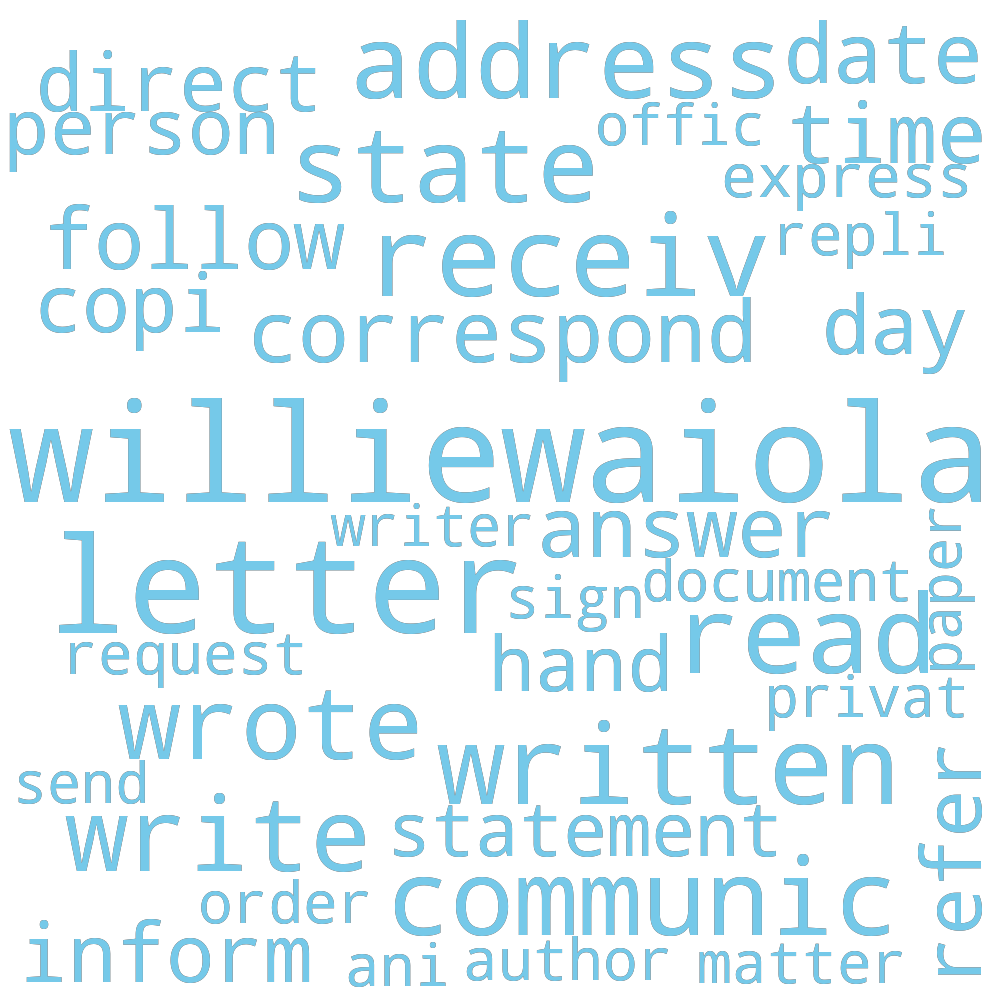 address
date
direct
person
offic
time
state
express
follow
receiv
repli
copi
correspond
day
williewaiola
writer
answer
letter
sign
document
paper
read
request
hand
privat
wrote
written
send
write
statement
refer
order
communic
inform
ani
author
matter